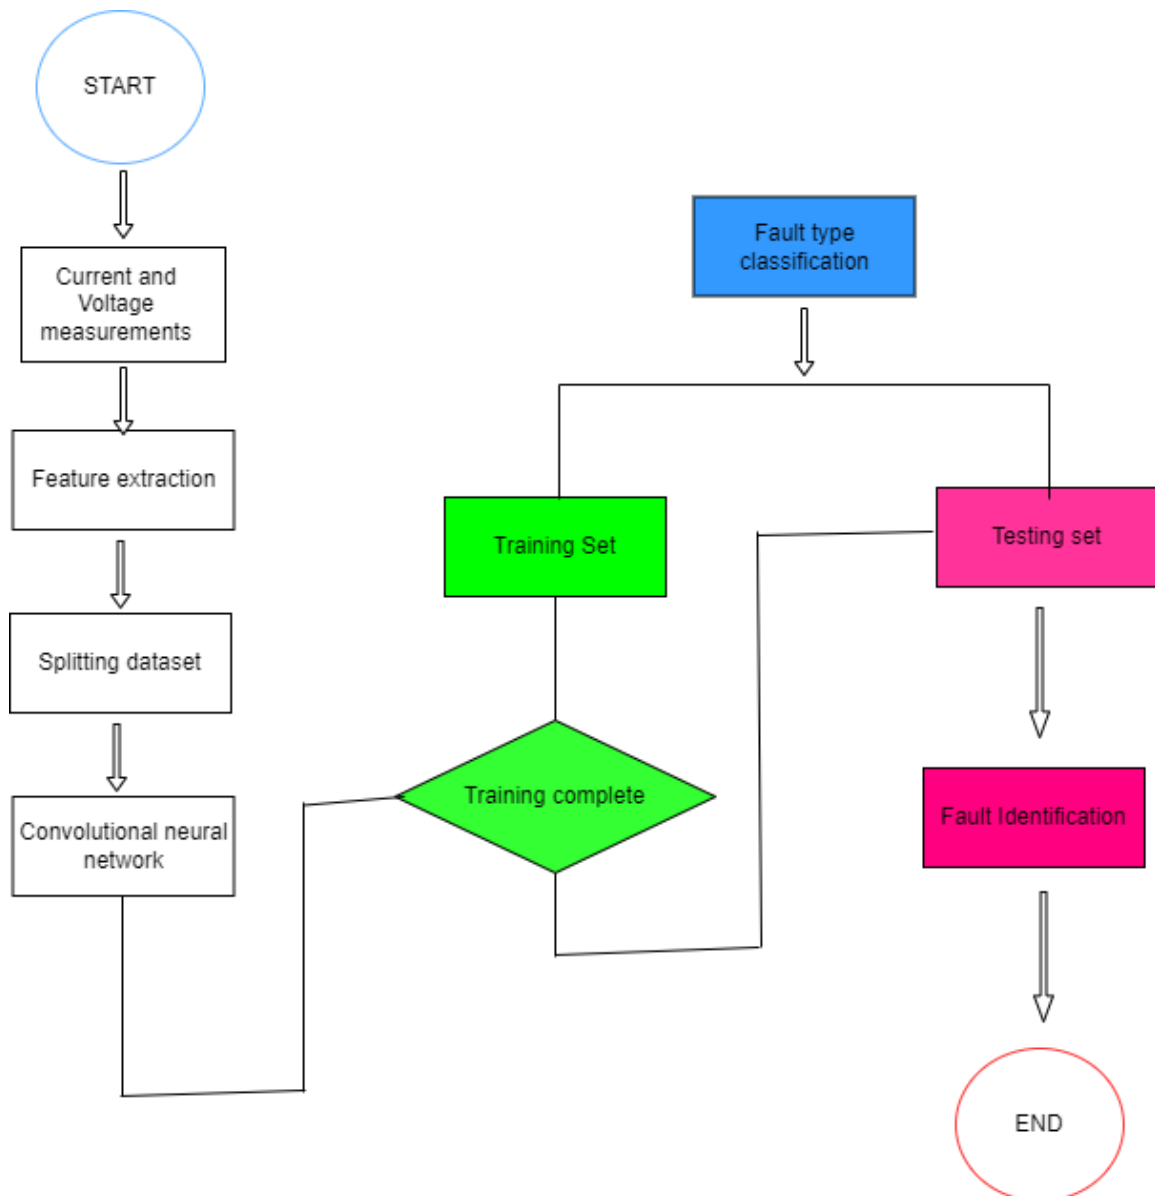 START
Current and
Voltage
measurements
Feature extraction
Splitting dataset
Convolutional neural
network
Fault type
classification
Training Set
Testing set
Training complete
Fault Identification
END